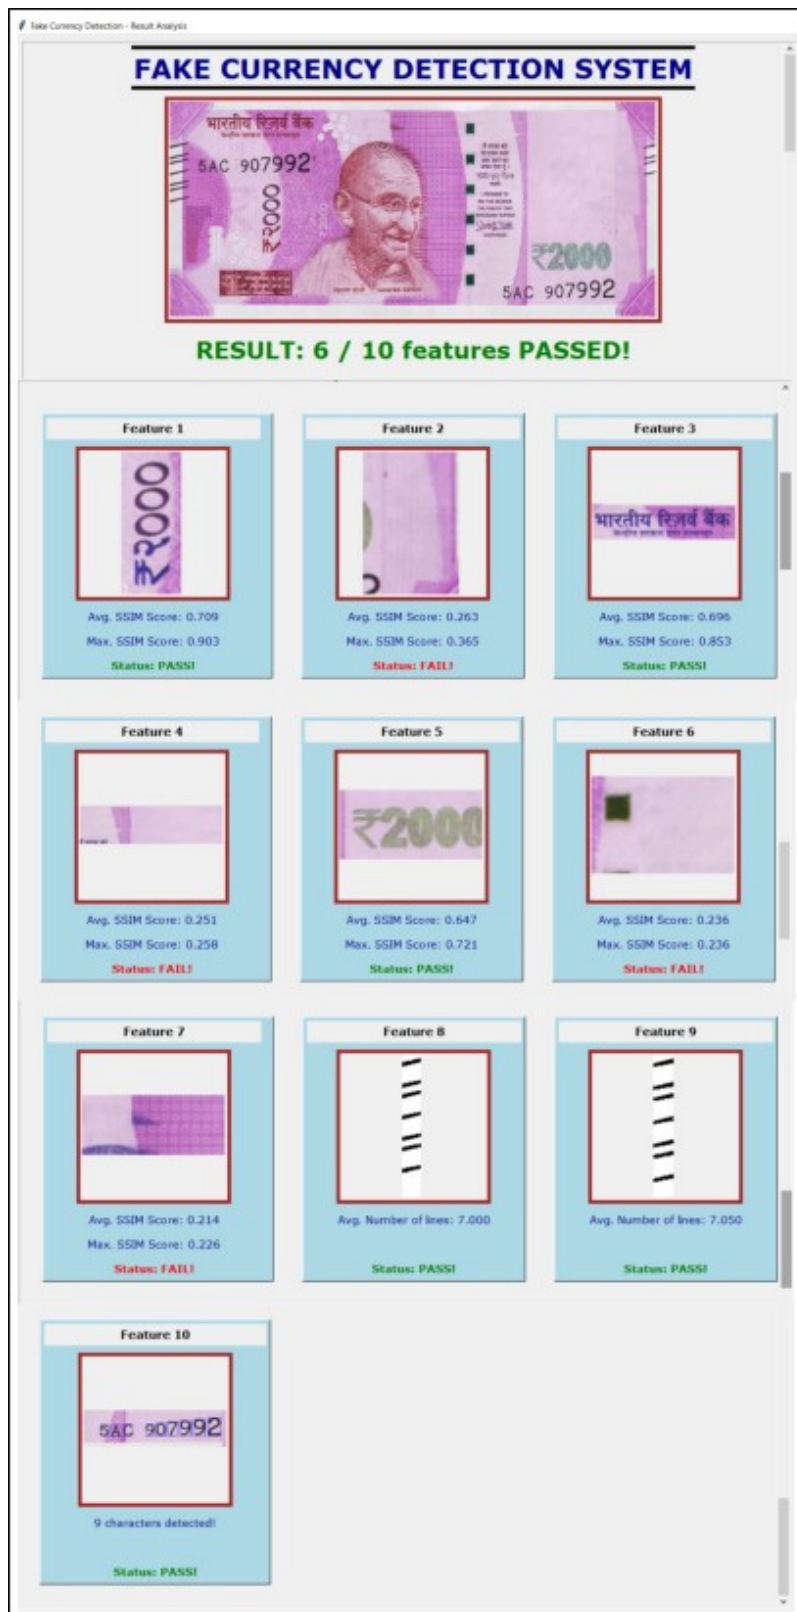 Fake Currency Detection - Result Analysis
FAKE CURRENCY DETECTION SYSTEM
भारतीय रिज़र्व बैंक
5AC 907992
₹२०००
₹2000
5AC 907992
RESULT: 6 / 10 features PASSED!
Feature 1
₹२०००
Avg. SSIM Score: 0.709
Max. SSIM Score: 0.903
Status: PASS!
Feature 2
Avg. SSIM Score: 0.263
Max. SSIM Score: 0.365
Status: FAIL!
Feature 3
भारतीय रिज़र्व बैंक
Avg. SSIM Score: 0.696
Max. SSIM Score: 0.853
Status: PASS!
Feature 4
Avg. SSIM Score: 0.251
Max. SSIM Score: 0.258
Status: FAIL!
Feature 5
₹2000
Avg. SSIM Score: 0.647
Max. SSIM Score: 0.721
Status: PASS!
Feature 6
Avg. SSIM Score: 0.236
Max. SSIM Score: 0.236
Status: FAIL!
Feature 7
Avg. SSIM Score: 0.214
Max. SSIM Score: 0.226
Status: FAIL!
Feature 8
Avg. Number of lines: 7.000
Status: PASS!
Feature 9
Avg. Number of lines: 7.050
Status: PASS!
Feature 10
5AC 907992
9 characters detected!
Status: PASS!